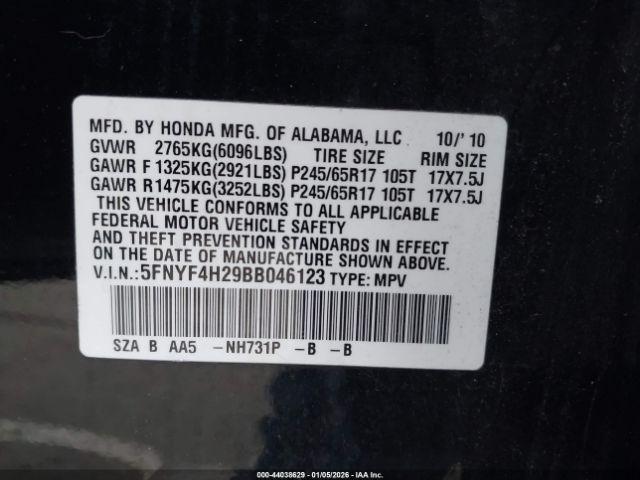 MFD. BY HONDA MFG. OF ALABAMA, LLC 10/' 10
GVWR 2765KG(6096LBS) TIRE SIZE RIM SIZE
GAWR F 1325KG(2921LBS) P245/65R17 105T 17X7.5J
GAWR R1475KG(3252LBS) P245/65R17 105T 17X7.5J
THIS VEHICLE CONFORMS TO ALL APPLICABLE
FEDERAL MOTOR VEHICLE SAFETY
AND THEFT PREVENTION STANDARDS IN EFFECT
ON THE DATE OF MANUFACTURE SHOWN ABOVE.
V.I.N.:5FNYF4H29BB046123 TYPE: MPV
SZA B AA5 -NH731P -B -B
000-44038629 - 01/05/2026 - IAA Inc.